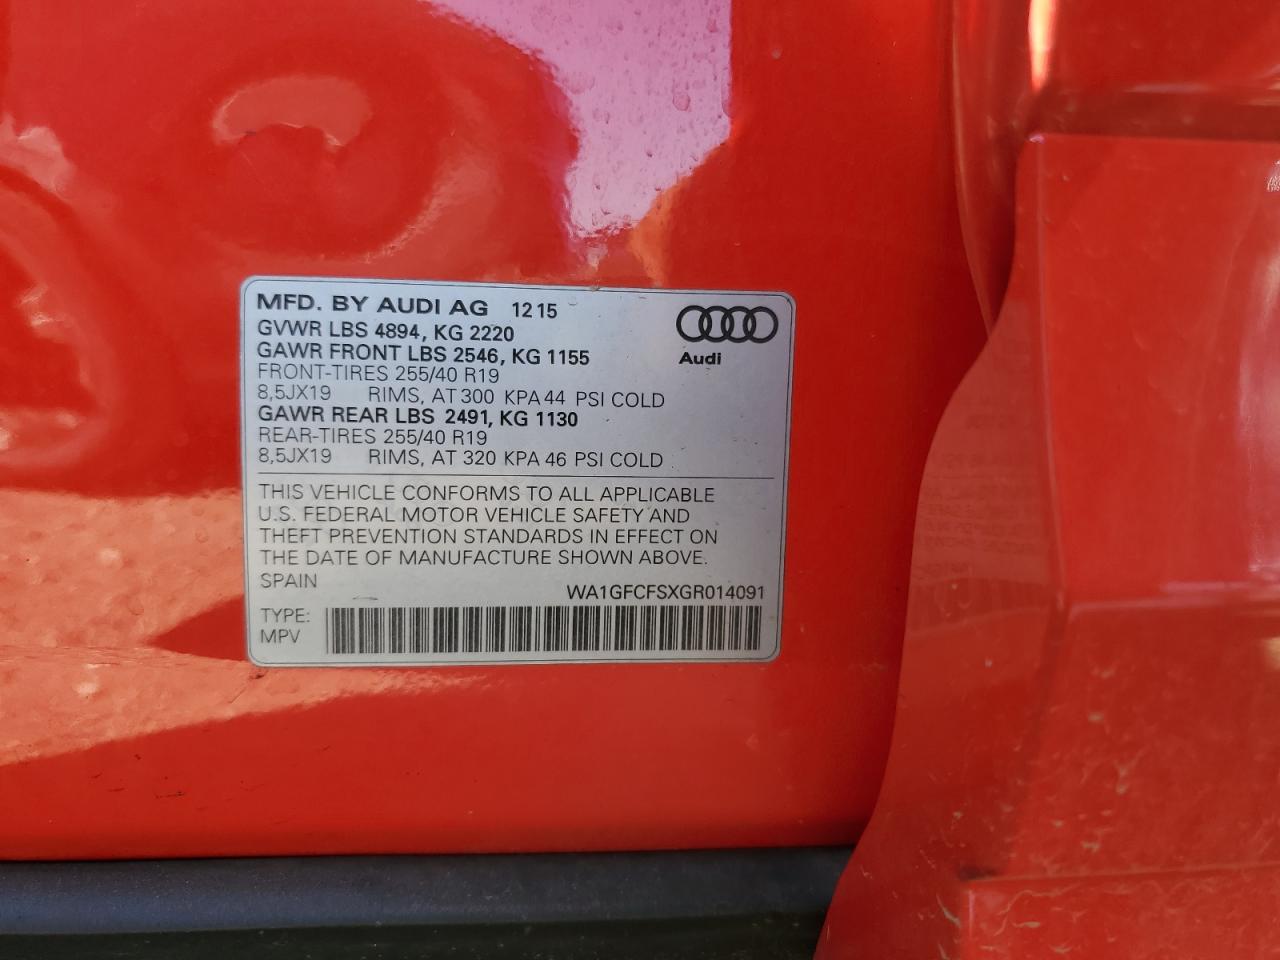 MFD. BY AUDI AG 12 15
GVWR LBS 4894, KG 2220
GAWR FRONT LBS 2546, KG 1155
FRONT-TIRES 255/40 R19
8,5JX19 RIMS, AT 300 KPA 44 PSI COLD
GAWR REAR LBS 2491, KG 1130
REAR-TIRES 255/40 R19
8,5JX19 RIMS, AT 320 KPA 46 PSI COLD
Audi
THIS VEHICLE CONFORMS TO ALL APPLICABLE
U.S. FEDERAL MOTOR VEHICLE SAFETY AND
THEFT PREVENTION STANDARDS IN EFFECT ON
THE DATE OF MANUFACTURE SHOWN ABOVE.
SPAIN
WA1GFCFSXGR014091
TYPE:
MPV